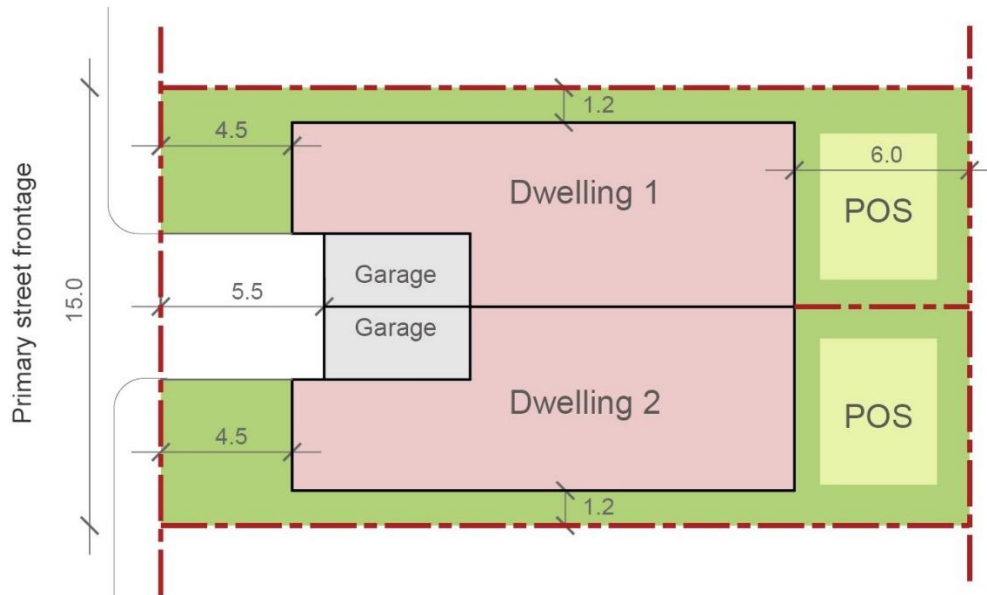 Primary street frontage
15.0
4.5
1.2
6.0
Dwelling 1
POS
Garage
5.5
Garage
Dwelling 2
POS
4.5
1.2